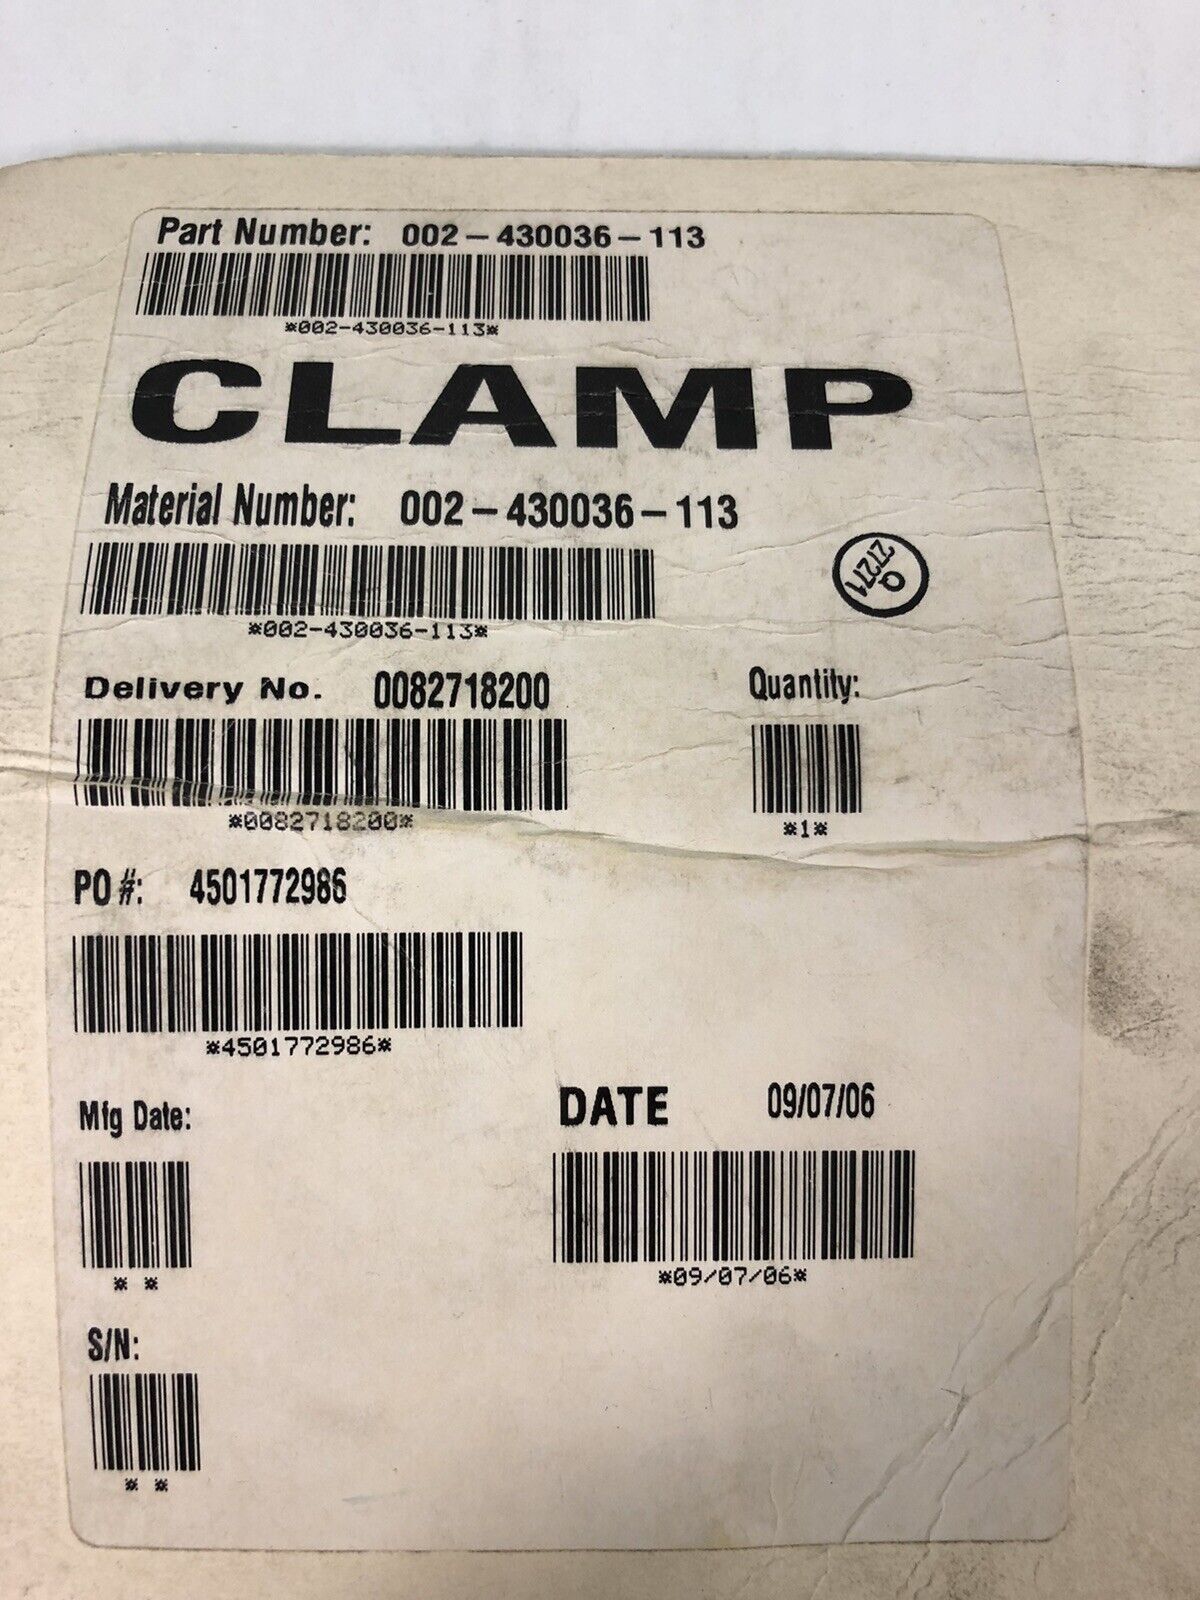 Part Number: 002-430036-113
*002-430036-113*
CLAMP
Material Number: 002-430036-113
*002-430036-113*
Q
27271
Delivery No. 0082718200
*0082718200*
Quantity:
*1*
PO #: 4501772986
*4501772986*
Mfg Date:
* *
DATE 09/07/06
*09/07/06*
S/N:
* *